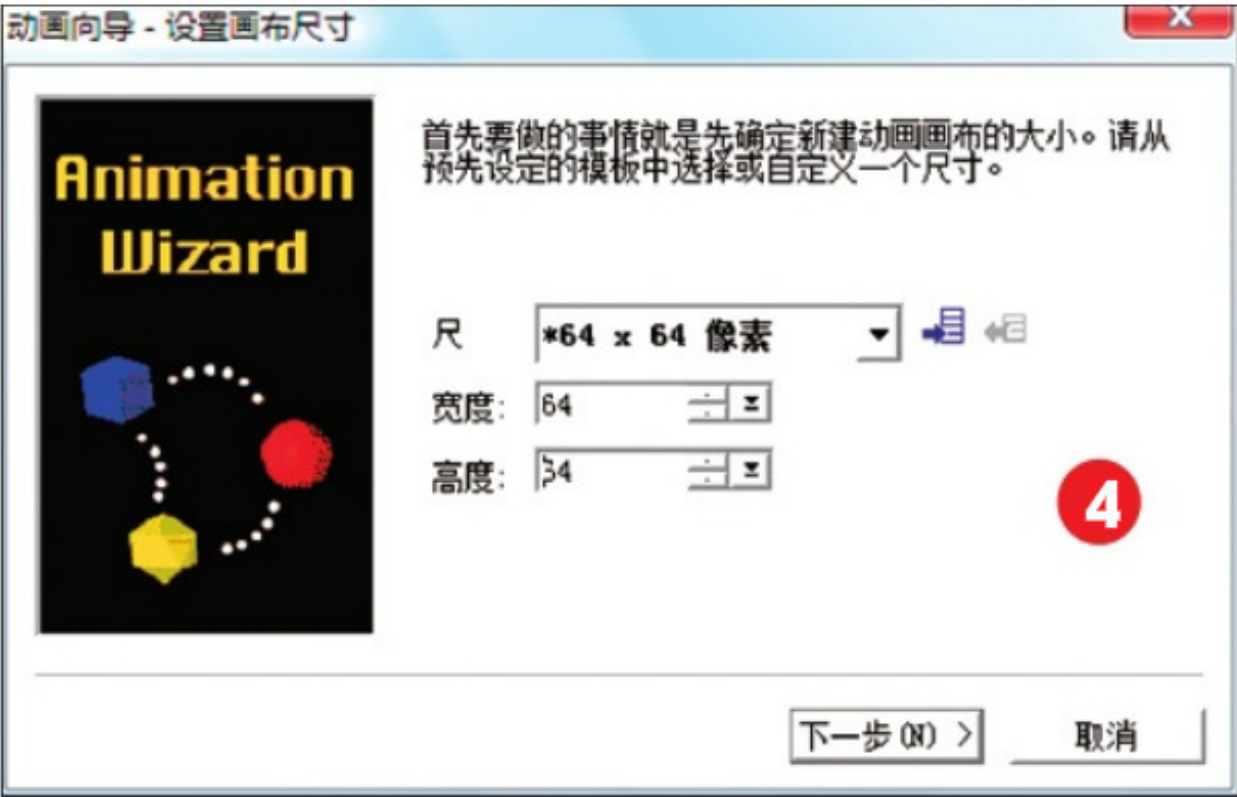 动画向导 - 设置画布尺寸
X
Animation
Wizard
首先要做的事情就是先确定新建动画画布的大小。请从
预先设定的模板中选择或自定义一个尺寸。
尺 *64 x 64 像素
宽度: 64
高度: 64
4
下一步(N) > 取消